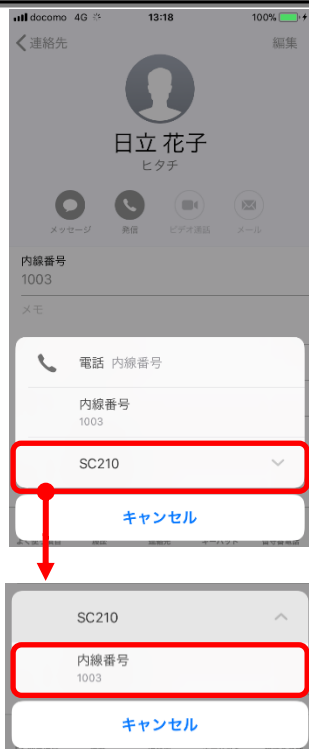 docomo 4G 13:18 100%
連絡先 編集
日立 花子
ヒタチ
メッセージ 発信 ビデオ通話 メール
内線番号
1003
メモ
電話 内線番号
内線番号
1003
SC210
キャンセル
SC210
内線番号
1003
キャンセル